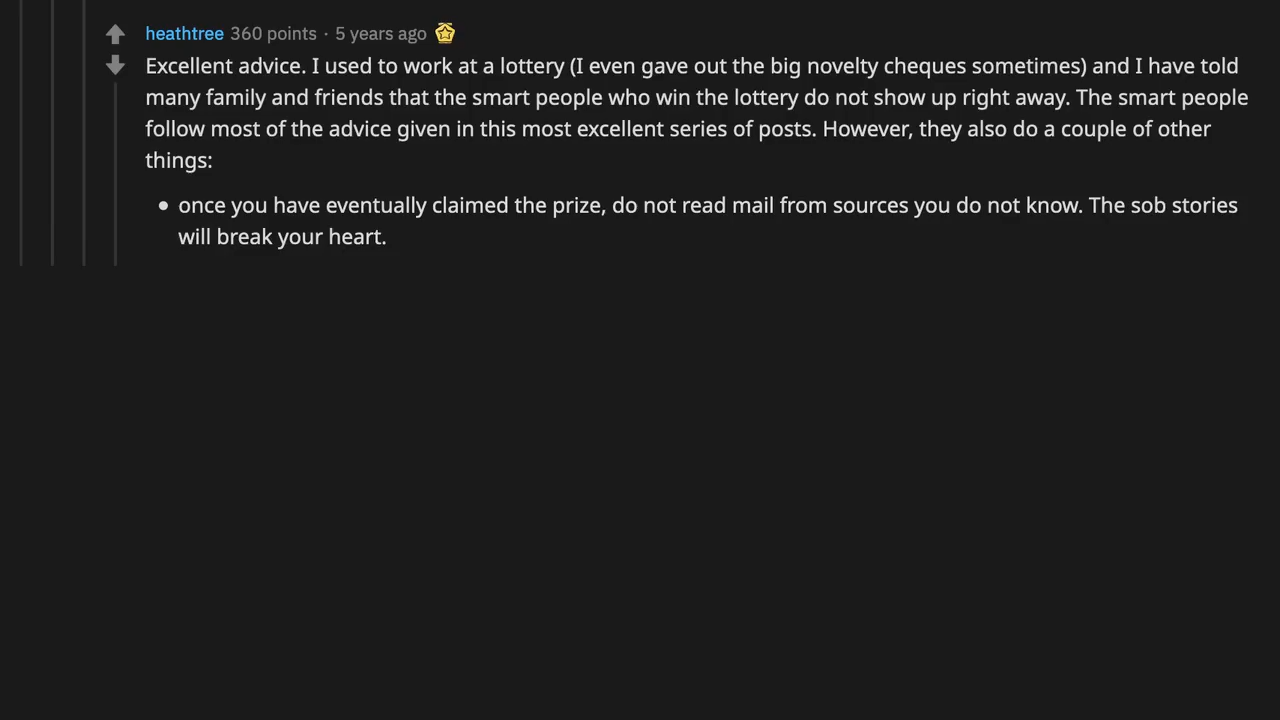 heathtree 360 points · 5 years ago
Excellent advice. I used to work at a lottery (I even gave out the big novelty cheques sometimes) and I have told
many family and friends that the smart people who win the lottery do not show up right away. The smart people
follow most of the advice given in this most excellent series of posts. However, they also do a couple of other
things:
• once you have eventually claimed the prize, do not read mail from sources you do not know. The sob stories
will break your heart.